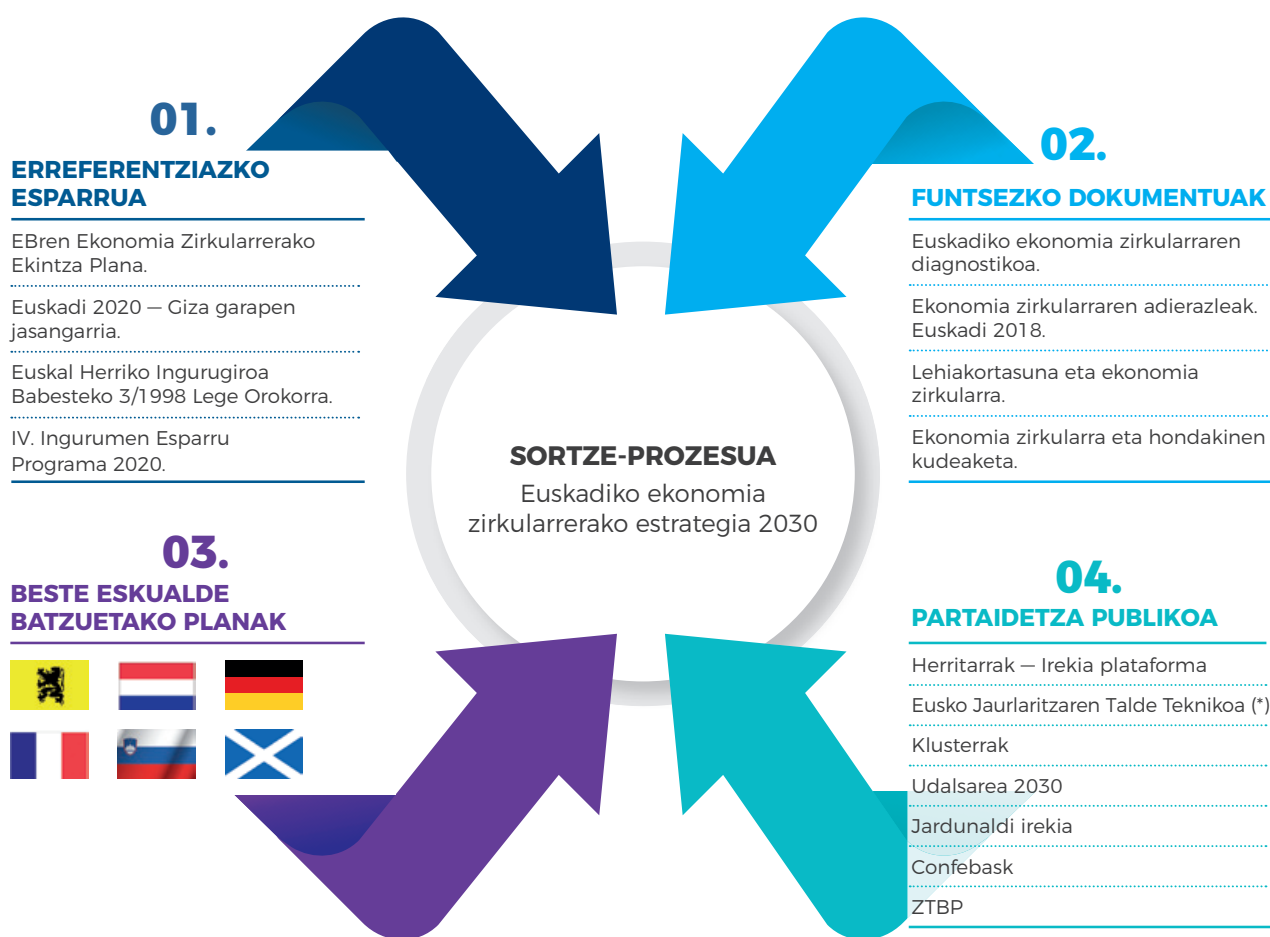 01.
ERREFERENTZIAZKO
ESPARRUA
EBren Ekonomia Zirkularrerako
Ekintza Plana.
Euskadi 2020 — Giza garapen
jasangarria.
Euskal Herriko Ingurugiroa
Babesteko 3/1998 Lege Orokorra.
IV. Ingurumen Esparru
Programa 2020.
02.
FUNTSEZKO DOKUMENTUAK
Euskadiko ekonomia zirkularraren
diagnostikoa.
Ekonomia zirkularraren adierazleak.
Euskadi 2018.
Lehiakortasuna eta ekonomia
zirkularra.
Ekonomia zirkularra eta hondakinen
kudeaketa.
SORTZE-PROZESUA
Euskadiko ekonomia
zirkularrerako estrategia 2030
03.
BESTE ESKUALDE
BATZUETAKO PLANAK
04.
PARTAIDETZA PUBLIKOA
Herritarrak — Irekia plataforma
Eusko Jaurlaritzaren Talde Teknikoa (*)
Klusterrak
Udalsarea 2030
Jardunaldi irekia
Confebask
ZTBP